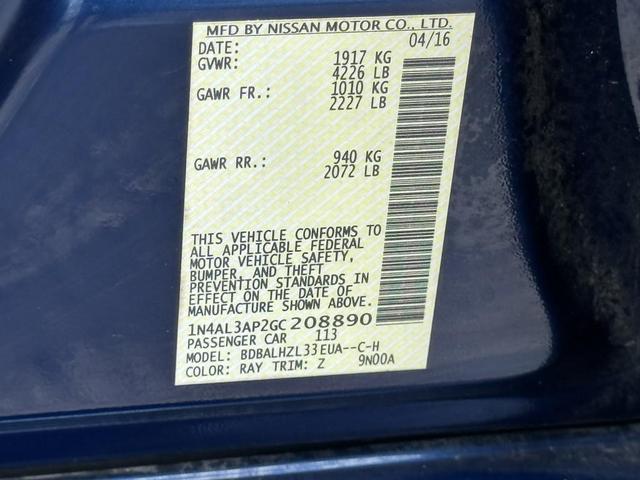 MFD BY NISSAN MOTOR CO., LTD.
DATE: 04/16
GVWR: 1917 KG
4226 LB
GAWR FR.: 1010 KG
2227 LB
GAWR RR.: 940 KG
2072 LB
THIS VEHICLE CONFORMS TO
ALL APPLICABLE FEDERAL
MOTOR VEHICLE SAFETY,
BUMPER, AND THEFT
PREVENTION STANDARDS IN
EFFECT ON THE DATE OF
MANUFACTURE SHOWN ABOVE.
1N4AL3AP2GC208890
PASSENGER CAR 113
MODEL: BDBALHZL33EUA--C-H
COLOR: RAY TRIM: Z 9N00A